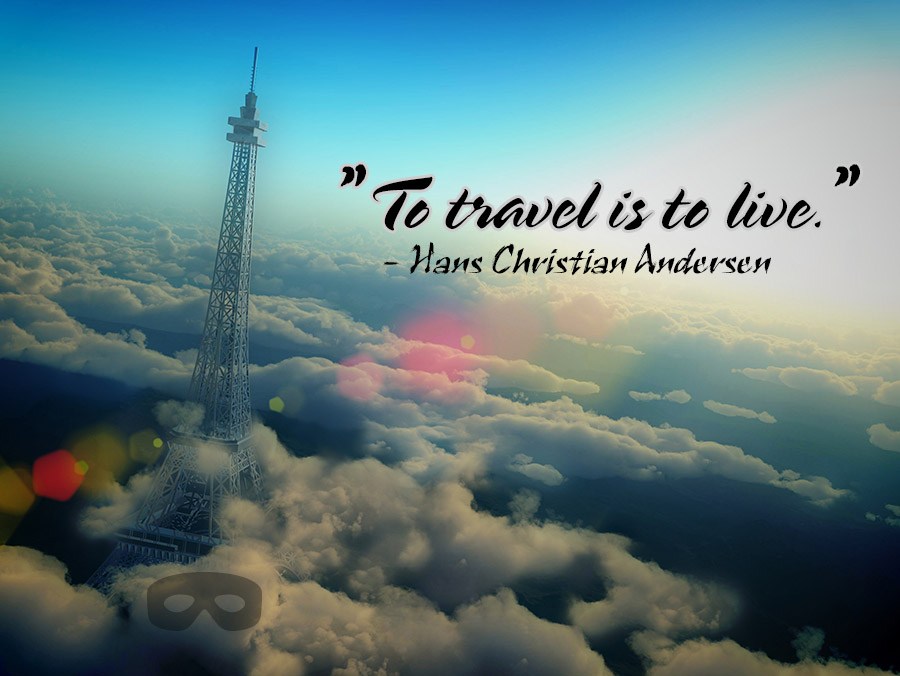 ”To travel is to live.”
- Hans Christian Andersen